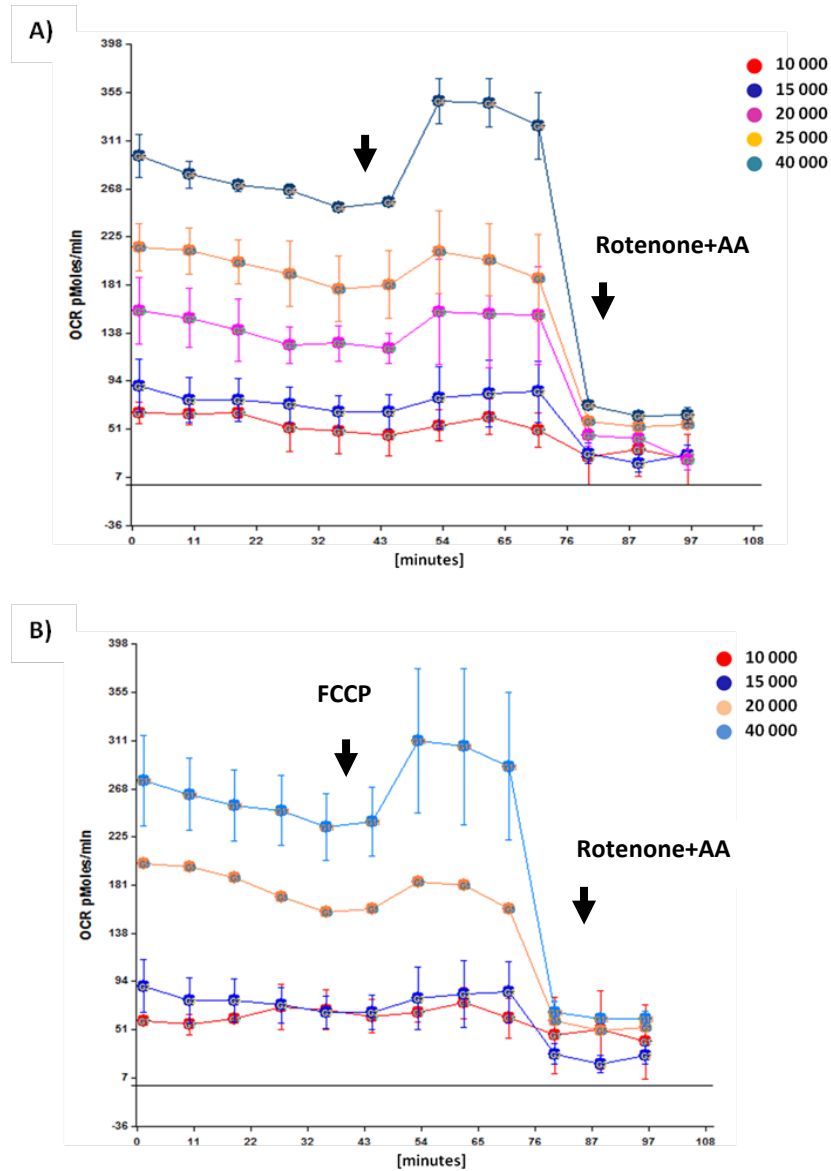 A)
398
355
311
268
225
181
138
94
51
7
-36
OCR pMoles/min
0 11 22 32 43 54 65 76 87 97 108
[minutes]
10 000
15 000
20 000
25 000
40 000
Rotenone+AA
B)
398
355
311
268
225
181
138
94
51
7
-36
OCR pMoles/min
0 11 22 32 43 54 65 76 87 97 108
[minutes]
10 000
15 000
20 000
40 000
FCCP
Rotenone+AA